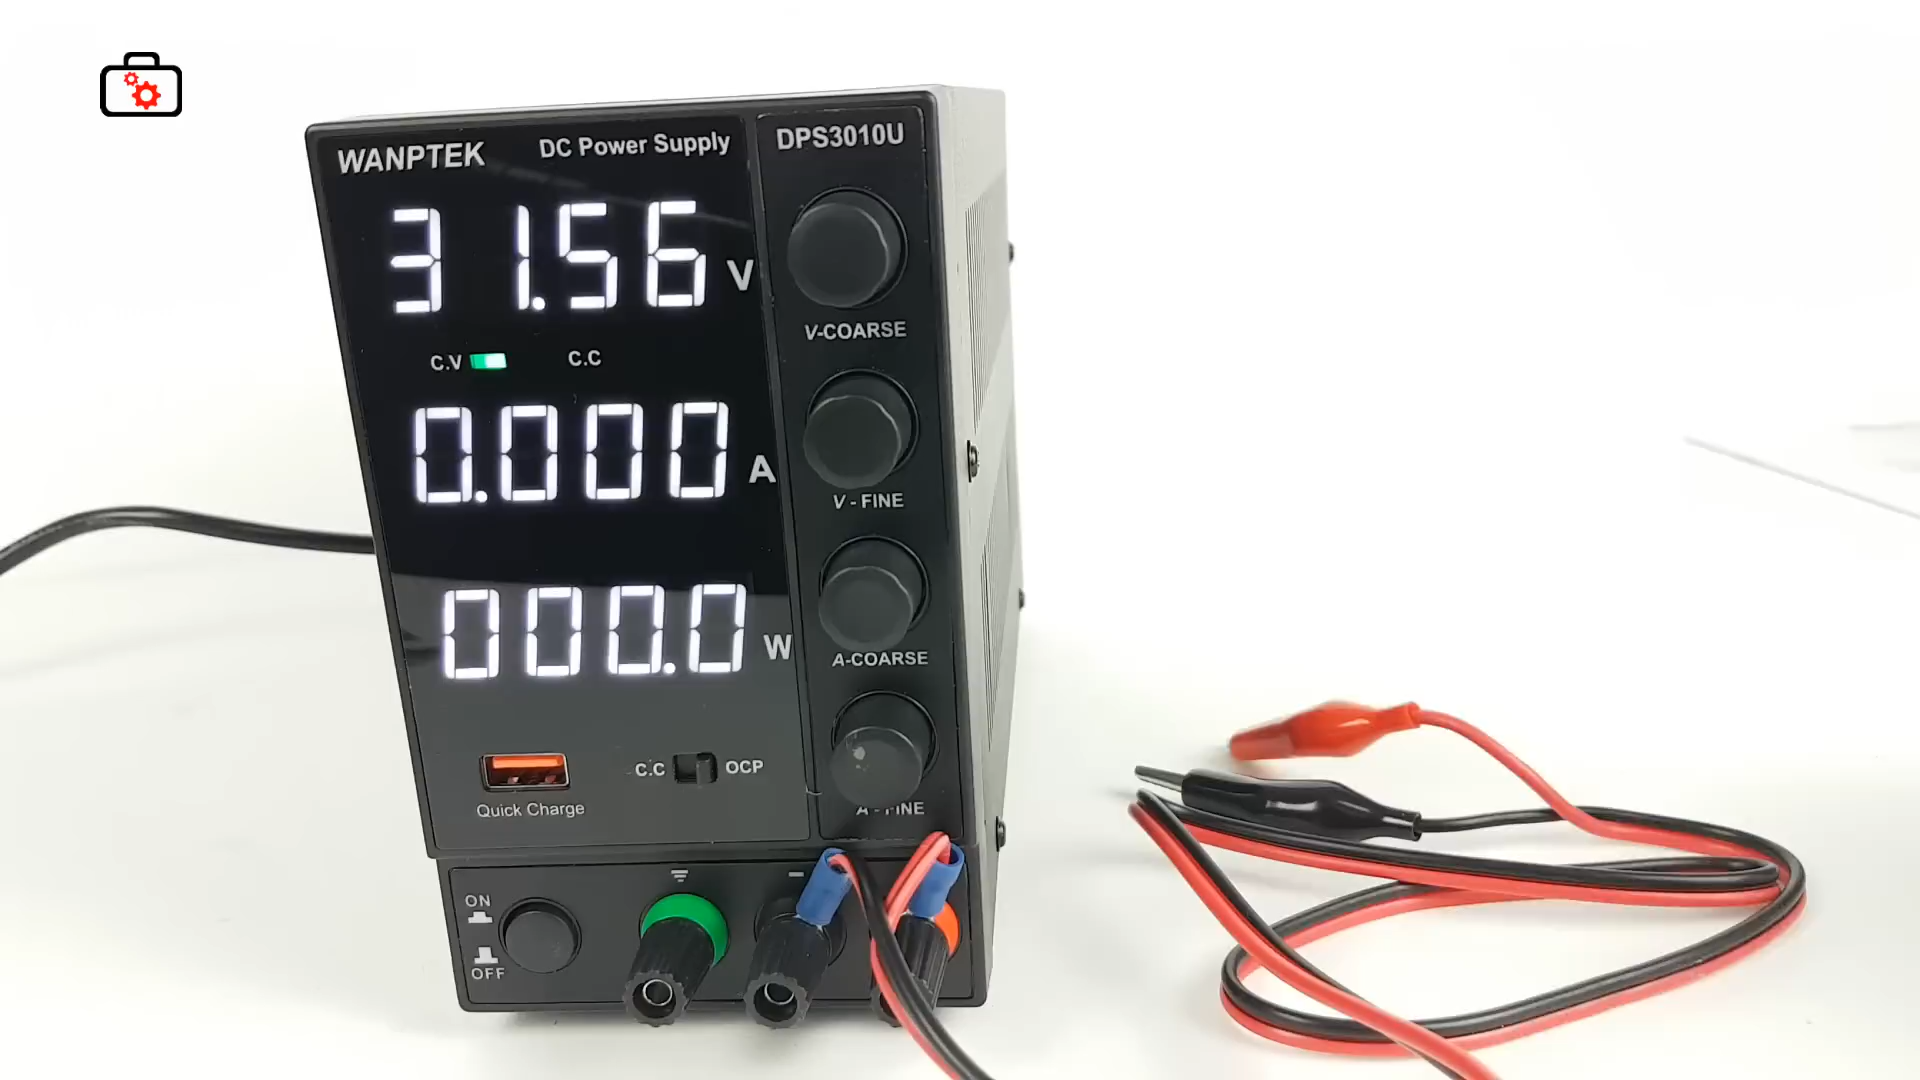 WANPTEK
DC Power Supply
DPS3010U
31.56 V
V-COARSE
C.V
C.C
0.000 A
V - FINE
000.0 W
A-COARSE
C.C
OCP
Quick Charge
A - FINE
ON
OFF